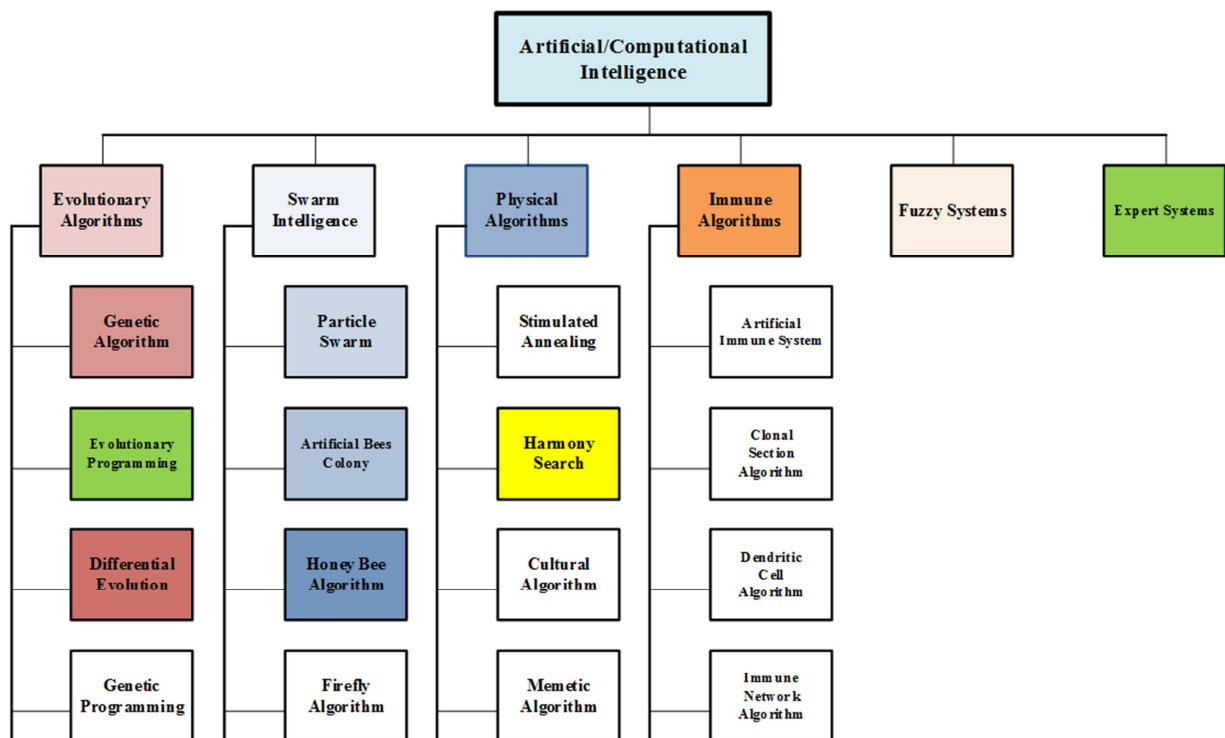 Artificial/Computational
Intelligence
Evolutionary
Algorithms
Swarm
Intelligence
Physical
Algorithms
Immune
Algorithms
Fuzzy Systems
Expert Systems
Genetic
Algorithm
Particle
Swarm
Stimulated
Annealing
Artificial
Immune System
Evolutionary
Programming
Artificial Bees
Colony
Harmony
Search
Clonal
Section
Algorithm
Differential
Evolution
Honey Bee
Algorithm
Cultural
Algorithm
Dendritic
Cell
Algorithm
Genetic
Programming
Firefly
Algorithm
Memetic
Algorithm
Immune
Network
Algorithm